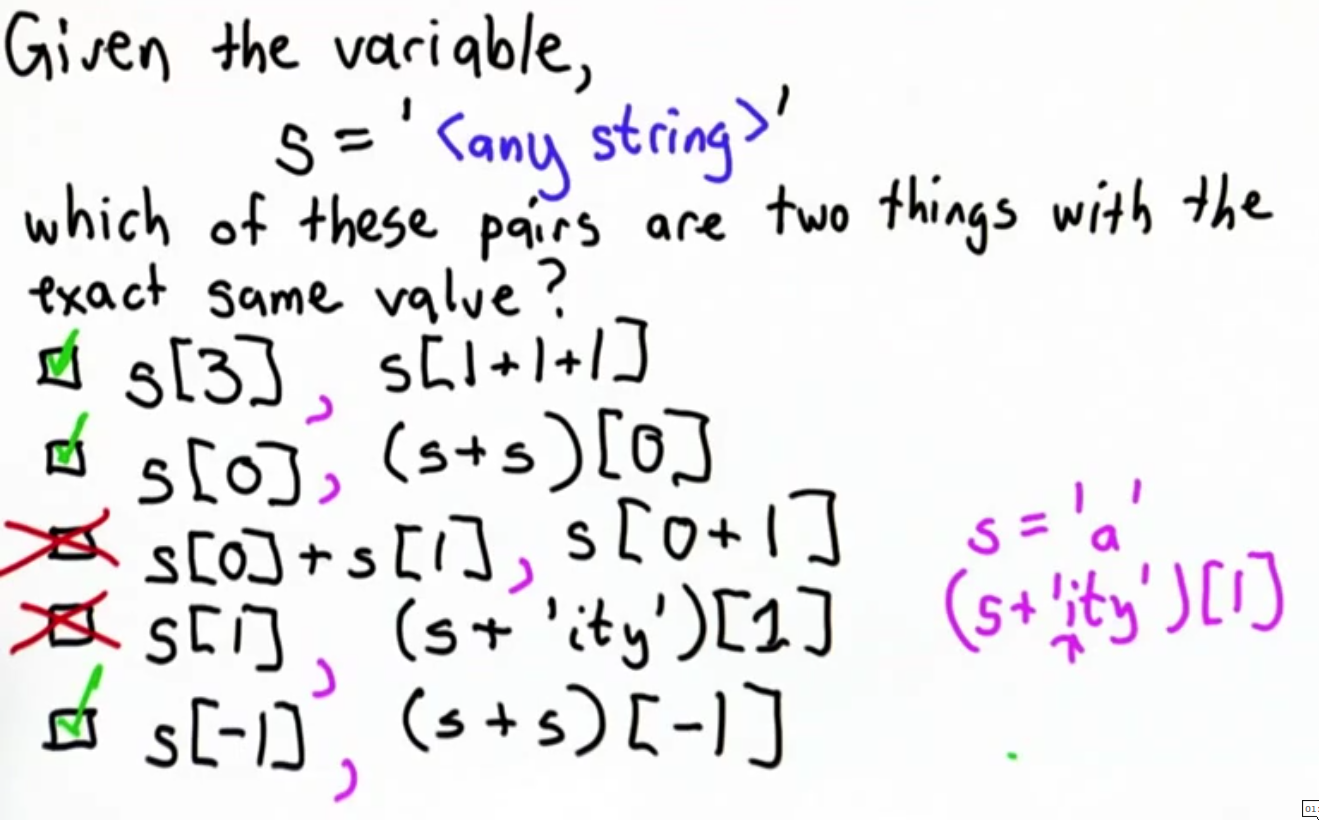 Given the variable,
s = '<any string>'
which of these pairs are two things with the
exact same value?
s[3], s[1+1+1]
s[0], (s+s)[0]
s[0]+s[1], s[0+1]
s[1], (s+'ity')[1]
s[-1], (s+s)[-1]
s = 'a'
(s+'ity')[1]